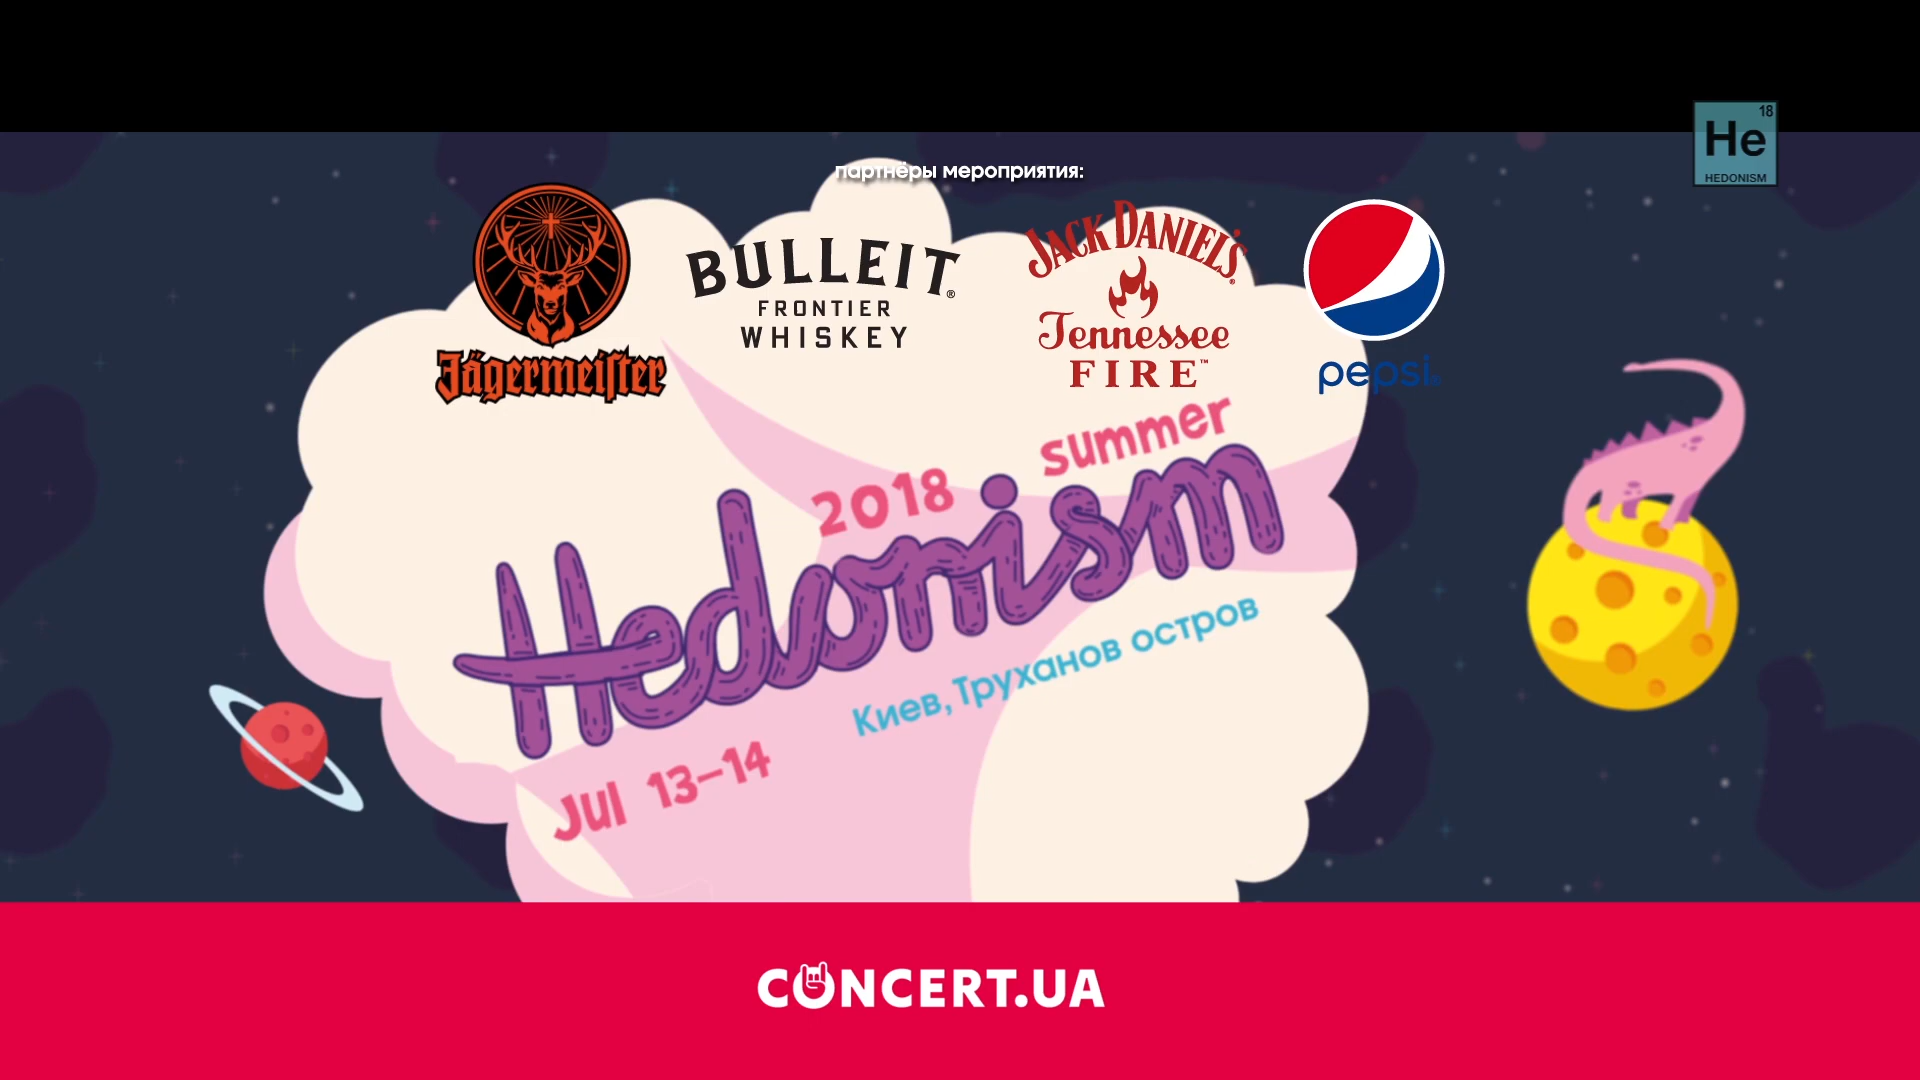 18
He
HEDONISM
партнёры мероприятия:
Jägermeister
BULLEIT®
FRONTIER
WHISKEY
JACK DANIEL'S®
Tennessee
FIRE™
pepsi®
2018 summer
Hedonism
Киев, Труханов остров
Jul 13–14
CONCERT.UA